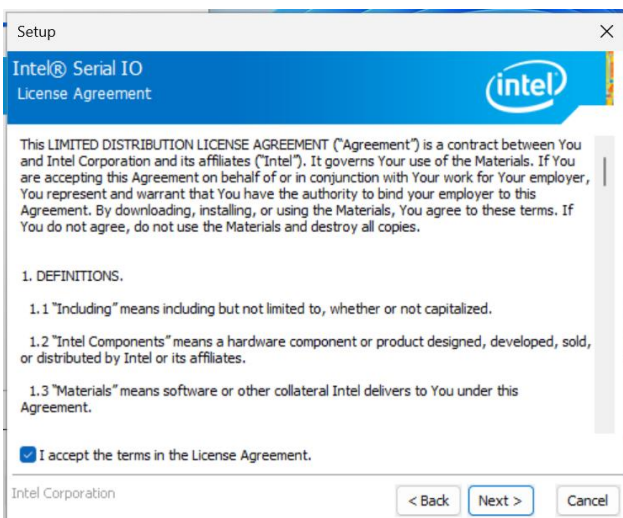 Setup
Intel® Serial IO
License Agreement
intel
This LIMITED DISTRIBUTION LICENSE AGREEMENT ("Agreement") is a contract between You
and Intel Corporation and its affiliates ("Intel"). It governs Your use of the Materials. If You
are accepting this Agreement on behalf of or in conjunction with Your work for Your employer,
You represent and warrant that You have the authority to bind your employer to this
Agreement. By downloading, installing, or using the Materials, You agree to these terms. If
You do not agree, do not use the Materials and destroy all copies.
1. DEFINITIONS.
1.1 "Including" means including but not limited to, whether or not capitalized.
1.2 "Intel Components" means a hardware component or product designed, developed, sold,
or distributed by Intel or its affiliates.
1.3 "Materials" means software or other collateral Intel delivers to You under this
Agreement.
I accept the terms in the License Agreement.
Intel Corporation
< Back Next > Cancel